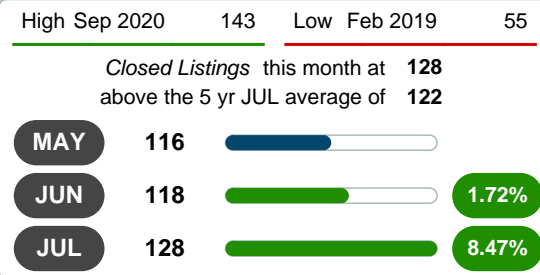 High Sep 2020 143 Low Feb 2019 55
Closed Listings this month at 128
above the 5 yr JUL average of 122
MAY 116
JUN 118 1.72%
JUL 128 8.47%